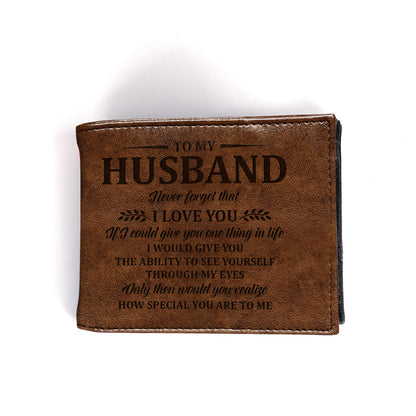 TO MY
HUSBAND
Never forget that
I LOVE YOU
If I could give you one thing in life
I WOULD GIVE YOU
THE ABILITY TO SEE YOURSELF
THROUGH MY EYES
Only then would you realize
HOW SPECIAL YOU ARE TO ME